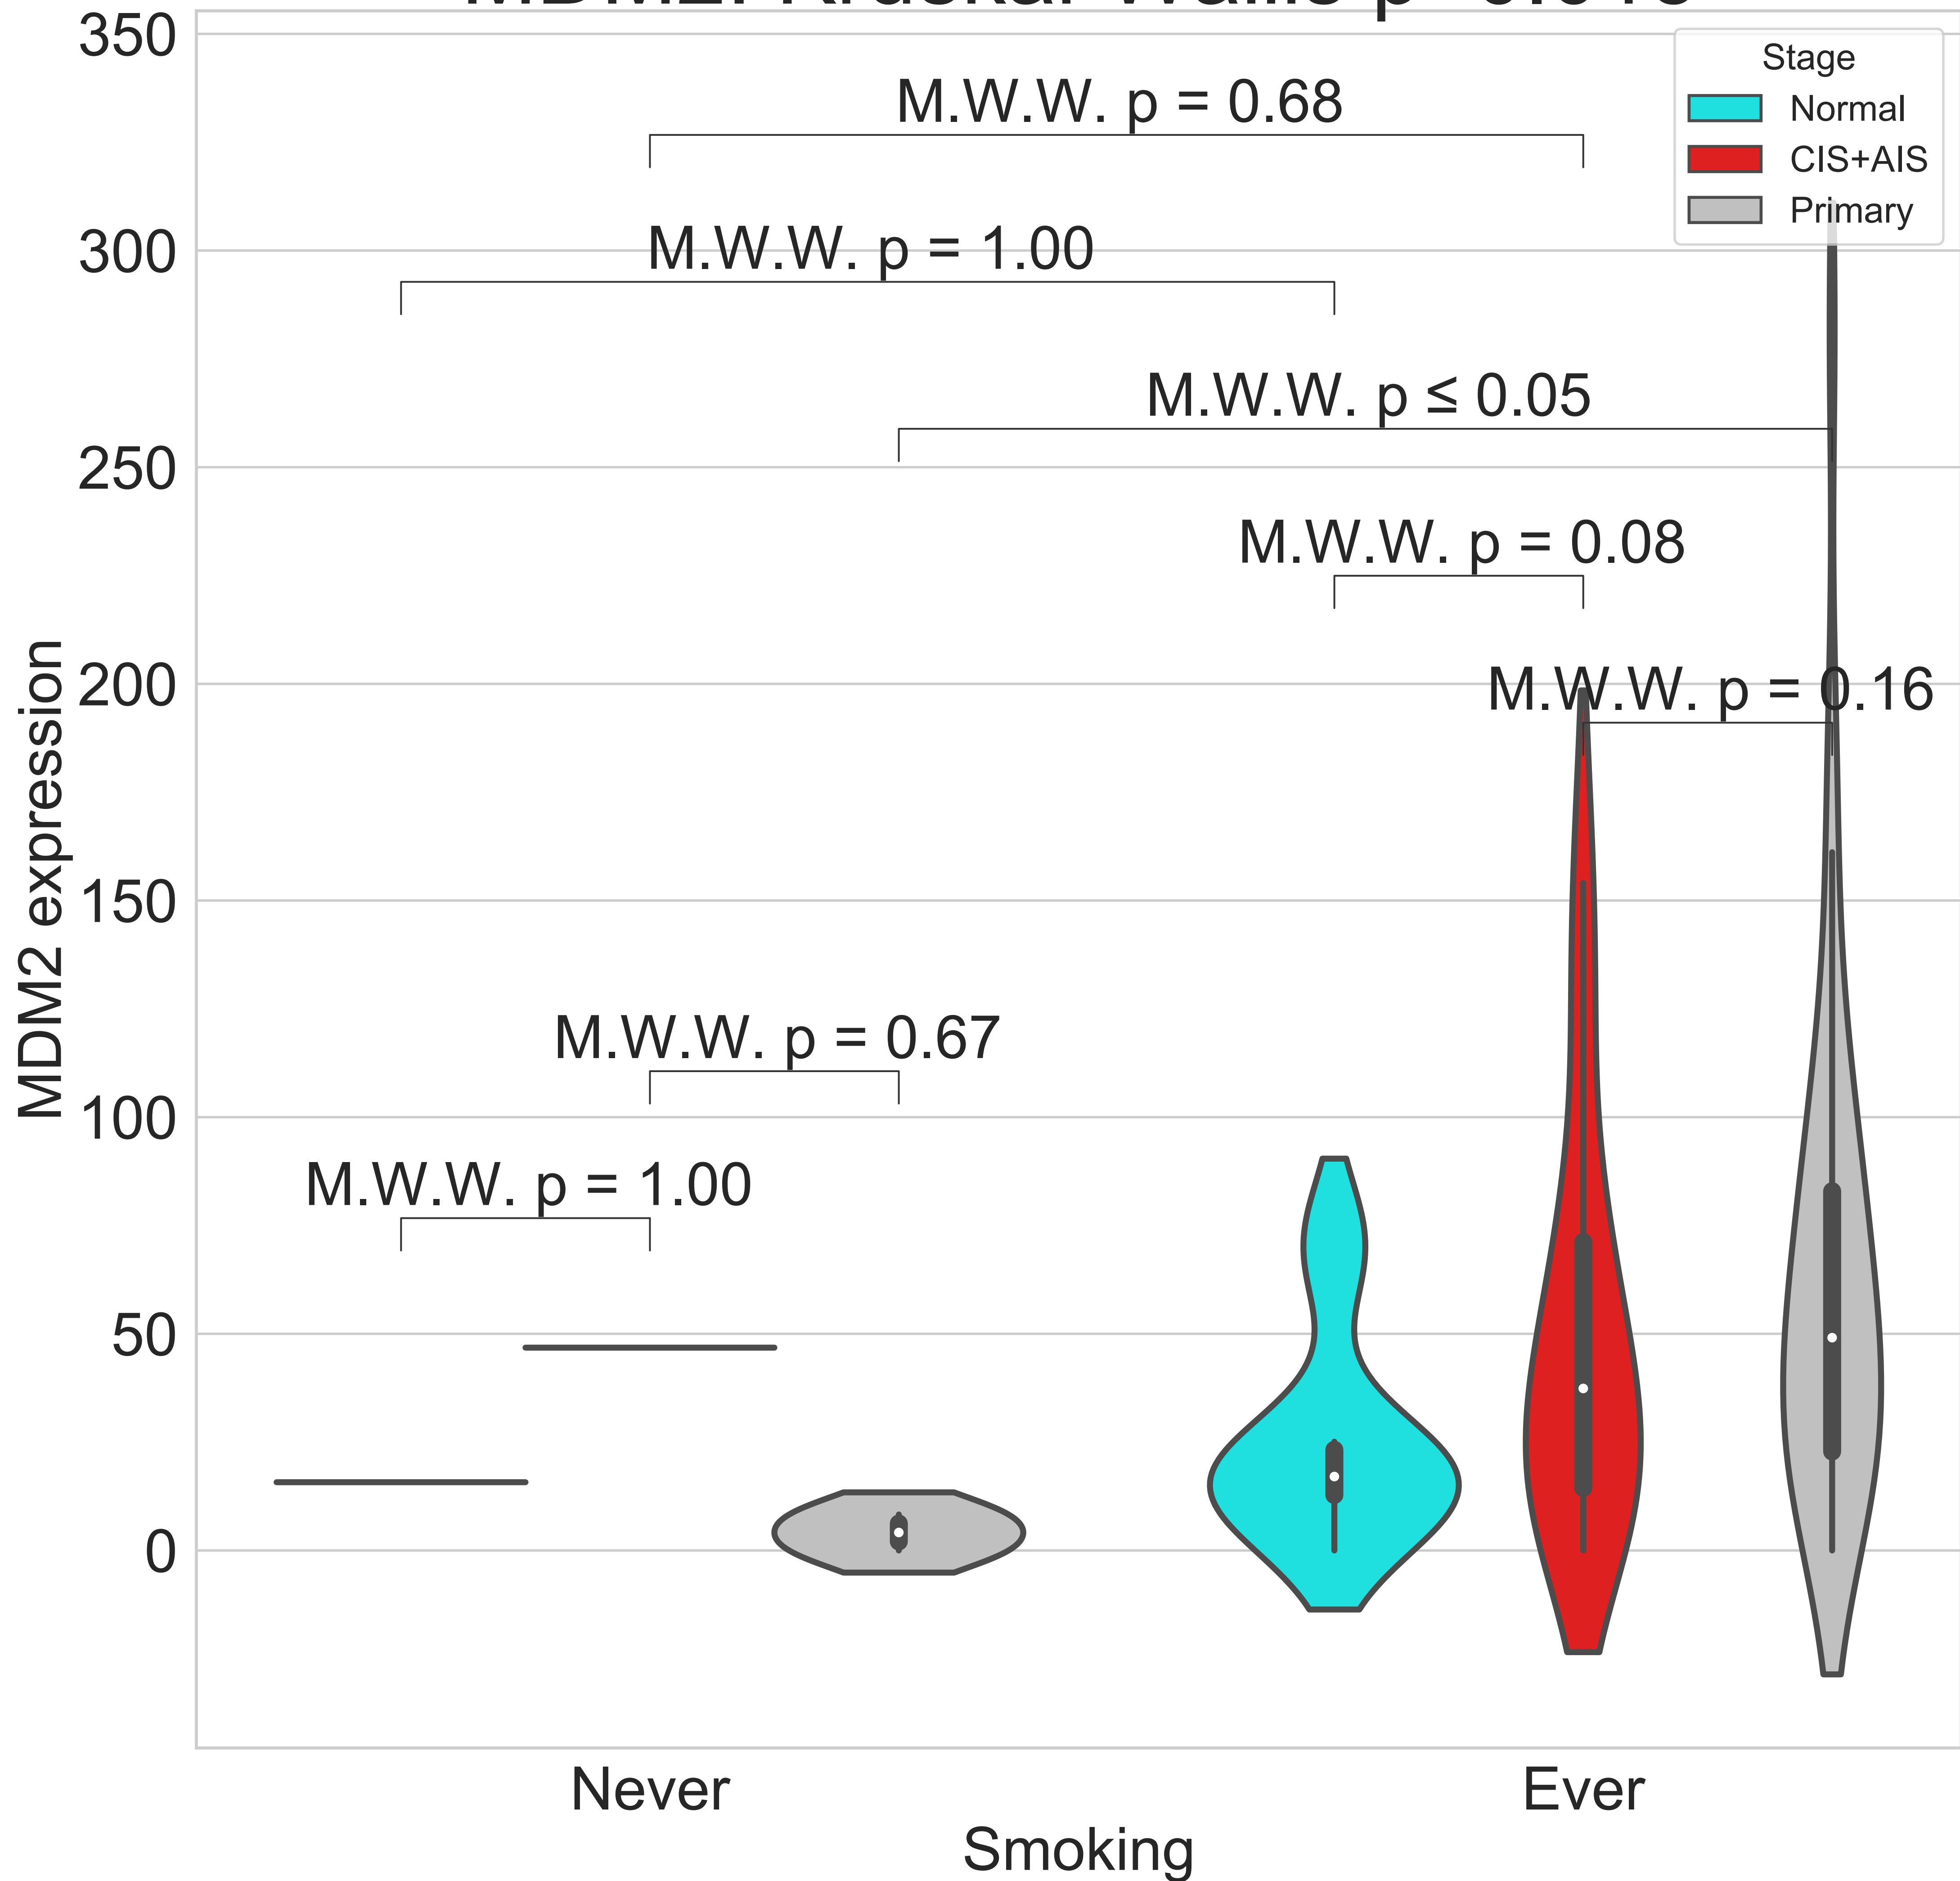 350
Stage
Normal
CIS+AIS
Primary
M.W.W. p = 0.68
300
M.W.W. p = 1.00
M.W.W. p ≤ 0.05
250
M.W.W. p = 0.08
200
M.W.W. p = 0.16
150
M.W.W. p = 0.67
100
M.W.W. p = 1.00
50
0
MDM2 expression
Never
Ever
Smoking